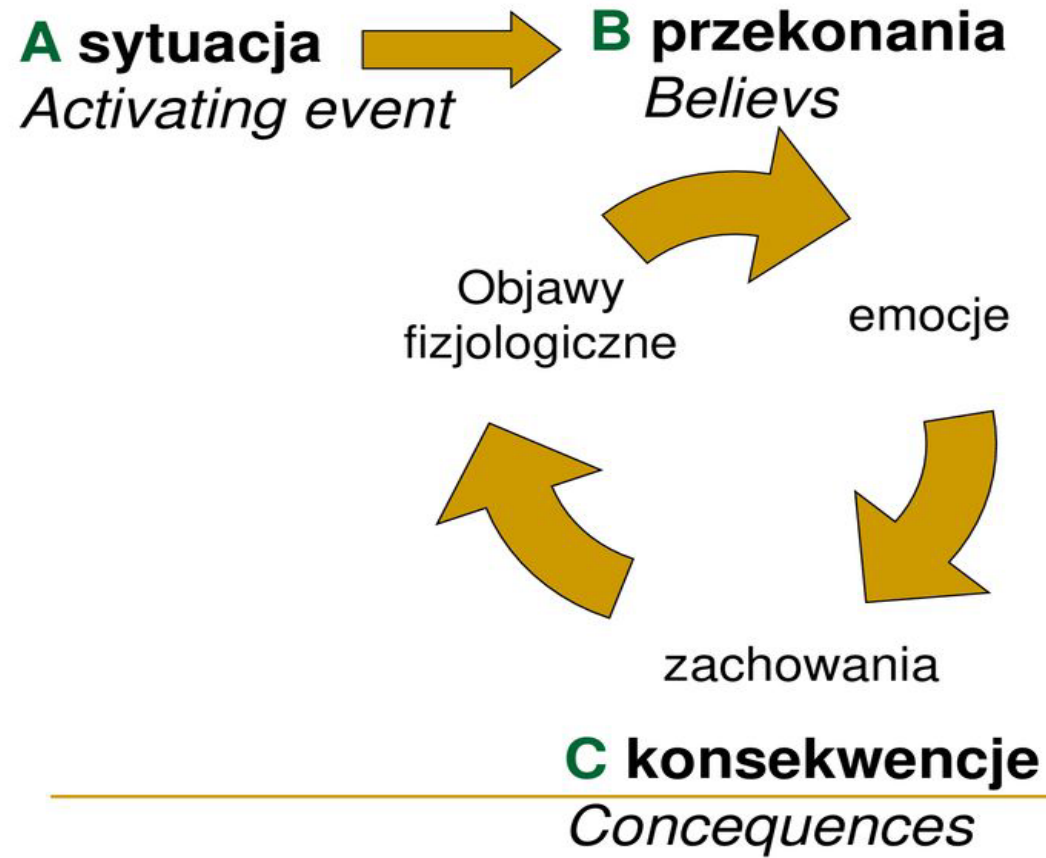 A sytuacja
Activating event
B przekonania
Believs
Objawy
fizjologiczne
emocje
zachowania
C konsekwencje
Concequences